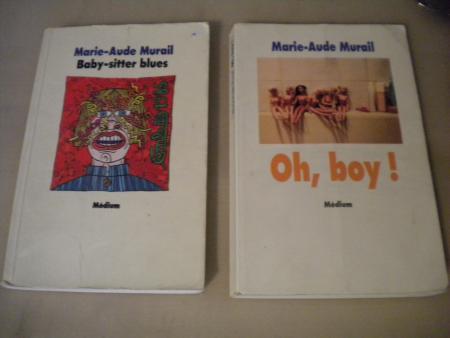 Marie-Aude Murail
Baby-sitter blues
Médium
Marie-Aude Murail
Oh, boy !
Médium